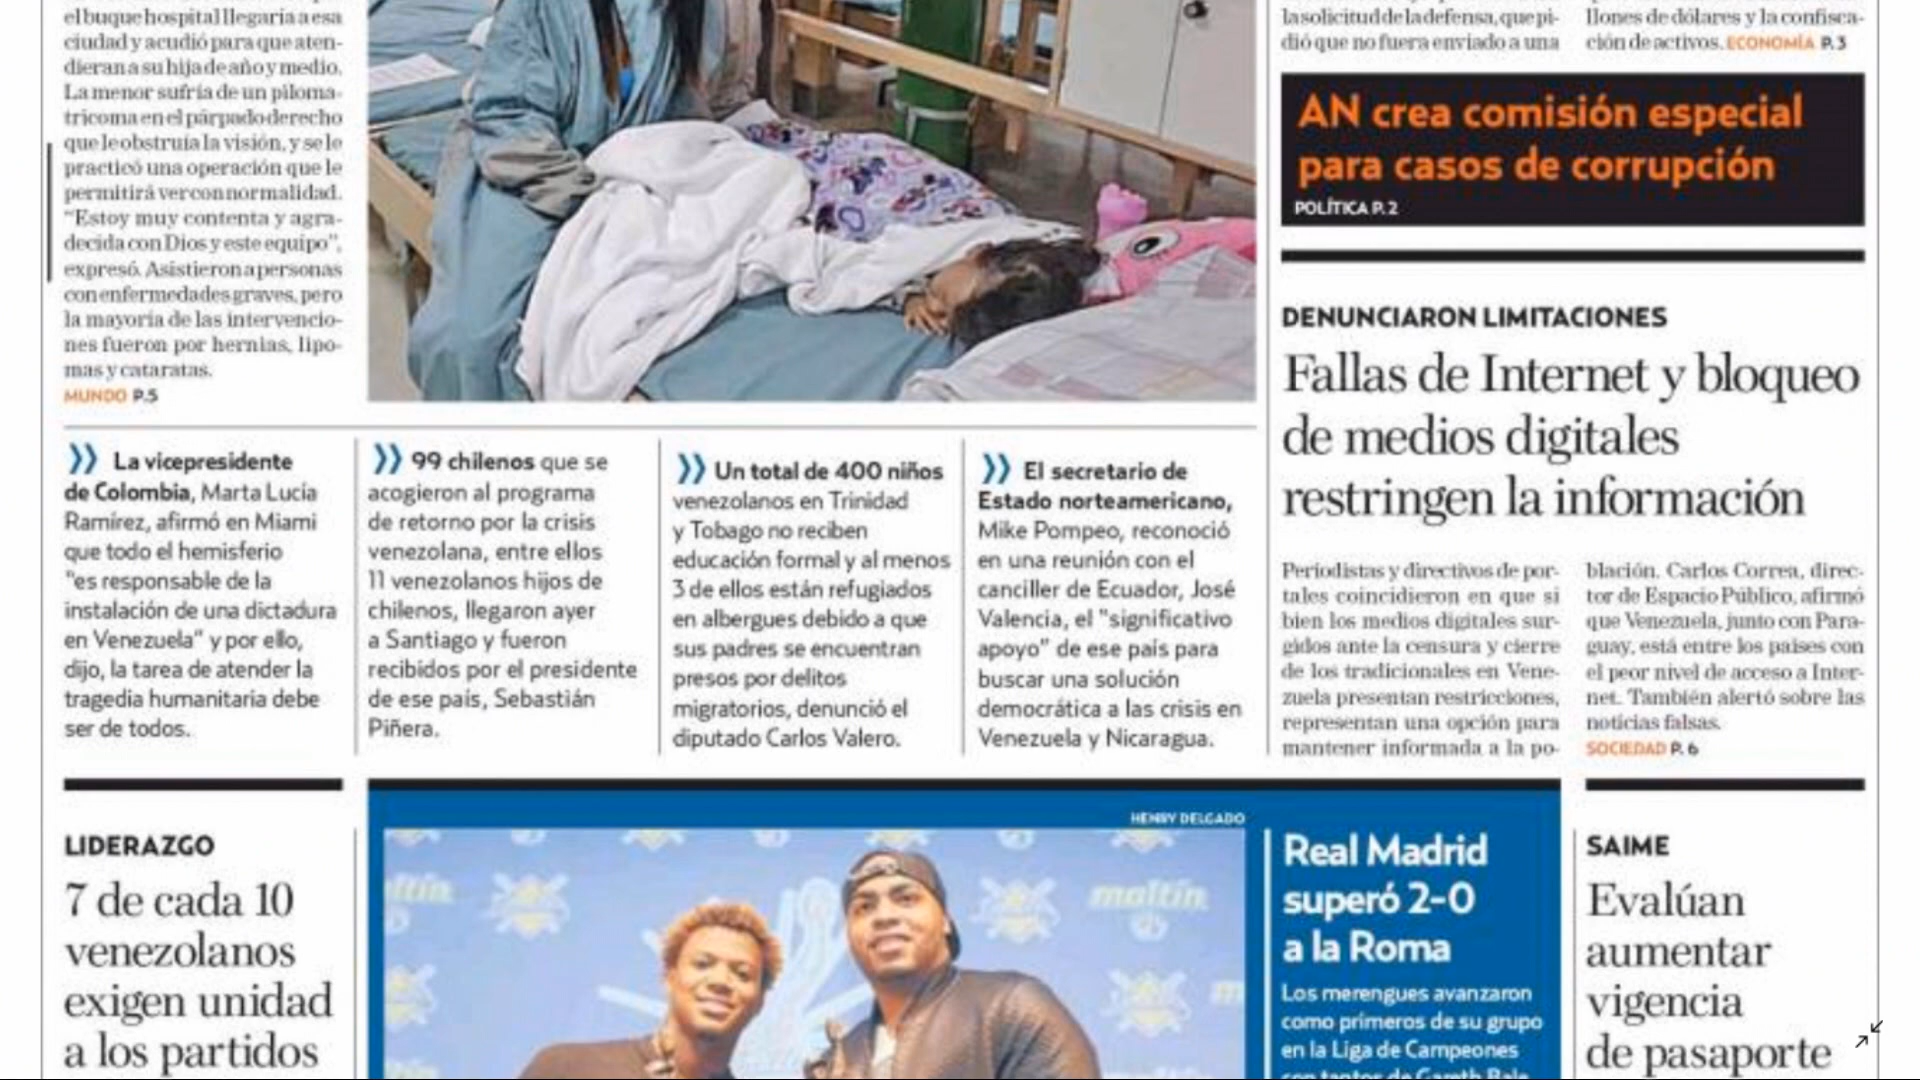 el buque hospital llegaría a esa
ciudad y acudió para que aten-
dieran a su hija de año y medio.
La menor sufría de un piloma-
tricoma en el párpado derecho
que le obstruía la visión, y se le
practicó una operación que le
permitirá ver con normalidad.
“Estoy muy contenta y agra-
decida con Dios y este equipo”,
expresó. Asistieron a personas
con enfermedades graves, pero
la mayoría de las intervencio-
nes fueron por hernias, lipo-
mas y cataratas.
MUNDO P.5
la solicitud de la defensa, que pi-
dió que no fuera enviado a una
llones de dólares y la confisca-
ción de activos. ECONOMÍA P.3
AN crea comisión especial
para casos de corrupción
POLÍTICA P.2
DENUNCIARON LIMITACIONES
Fallas de Internet y bloqueo
de medios digitales
restringen la información
Periodistas y directivos de por-
tales coincidieron en que si
bien los medios digitales sur-
gidos ante la censura y cierre
de los tradicionales en Vene-
zuela presentan restricciones,
representan una opción para
mantener informada a la po-
blación. Carlos Correa, direc-
tor de Espacio Público, afirmó
que Venezuela, junto con Para-
guay, está entre los países con
el peor nivel de acceso a Inter-
net. También alertó sobre las
noticias falsas.
SOCIEDAD P. 6
» La vicepresidente
de Colombia, Marta Lucía
Ramírez, afirmó en Miami
que todo el hemisferio
"es responsable de la
instalación de una dictadura
en Venezuela" y por ello,
dijo, la tarea de atender la
tragedia humanitaria debe
ser de todos.
» 99 chilenos que se
acogieron al programa
de retorno por la crisis
venezolana, entre ellos
11 venezolanos hijos de
chilenos, llegaron ayer
a Santiago y fueron
recibidos por el presidente
de ese país, Sebastián
Piñera.
» Un total de 400 niños
venezolanos en Trinidad
y Tobago no reciben
educación formal y al menos
3 de ellos están refugiados
en albergues debido a que
sus padres se encuentran
presos por delitos
migratorios, denunció el
diputado Carlos Valero.
» El secretario de
Estado norteamericano,
Mike Pompeo, reconoció
en una reunión con el
canciller de Ecuador, José
Valencia, el "significativo
apoyo" de ese país para
buscar una solución
democrática a las crisis en
Venezuela y Nicaragua.
LIDERAZGO
7 de cada 10
venezolanos
exigen unidad
a los partidos
HENRY DELGADO
maltín
Real Madrid
superó 2-0
a la Roma
Los merengues avanzaron
como primeros de su grupo
en la Liga de Campeones
con tantos de Gareth Bale
SAIME
Evalúan
aumentar
vigencia
de pasaporte